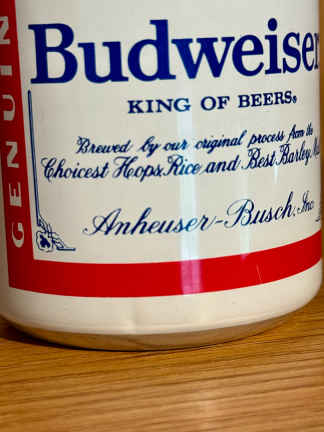 GENUIN
Budweiser
KING OF BEERS®
Brewed by our original process from the
Choicest Hops, Rice and Best Barley
Anheuser-Busch, Inc.